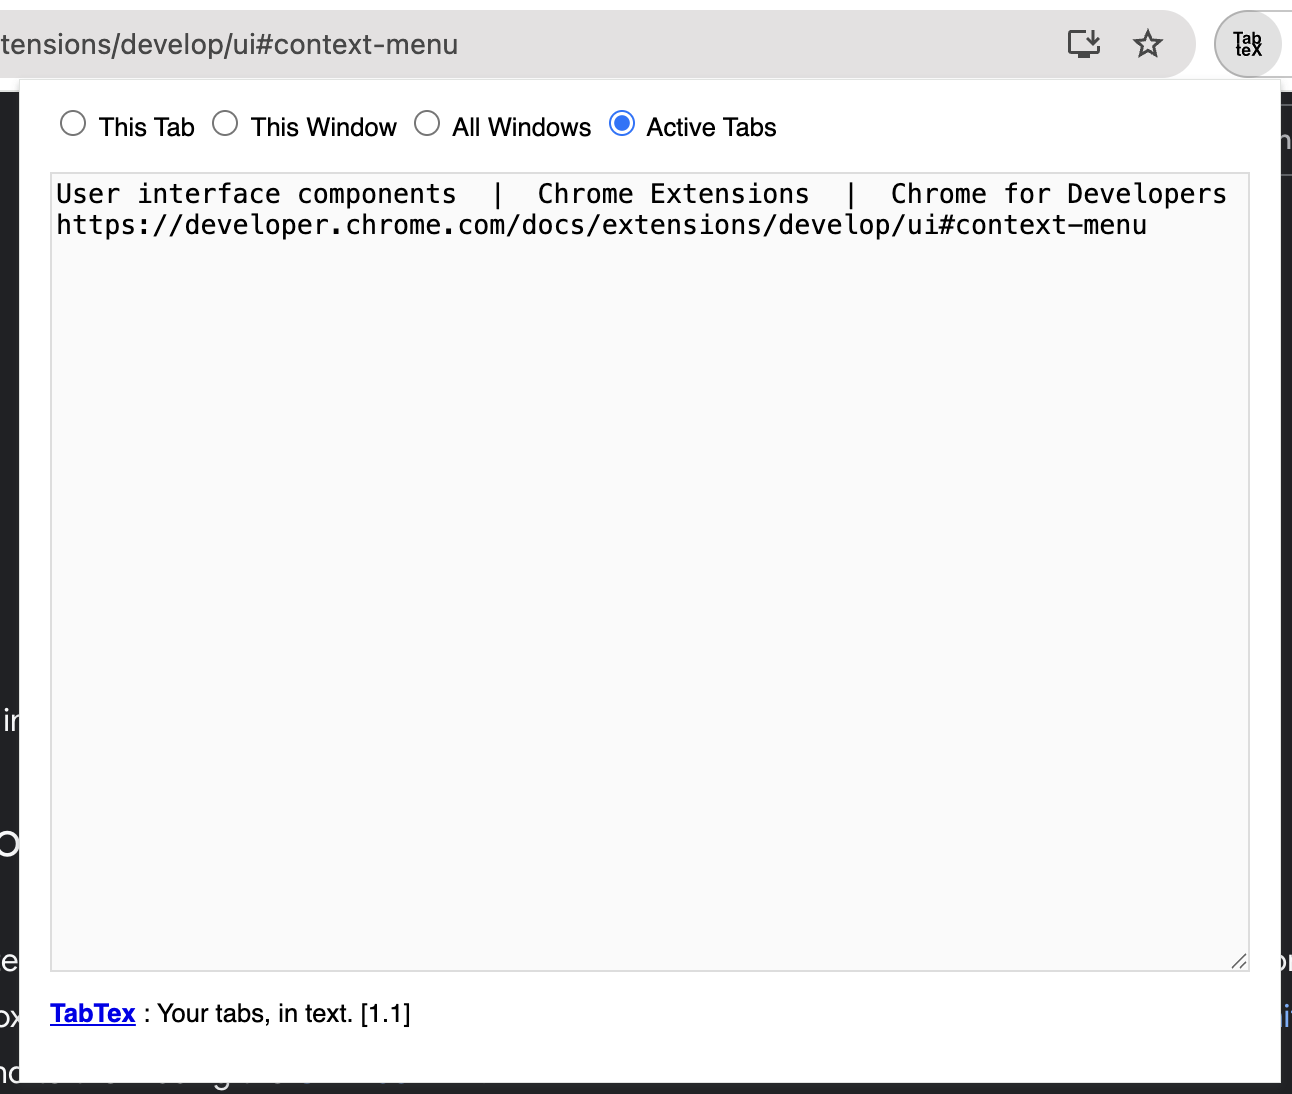 tensions/develop/ui#context-menu
Tab
teX
This Tab This Window All Windows Active Tabs
User interface components | Chrome Extensions | Chrome for Developers
https://developer.chrome.com/docs/extensions/develop/ui#context-menu
TabTex : Your tabs, in text. [1.1]